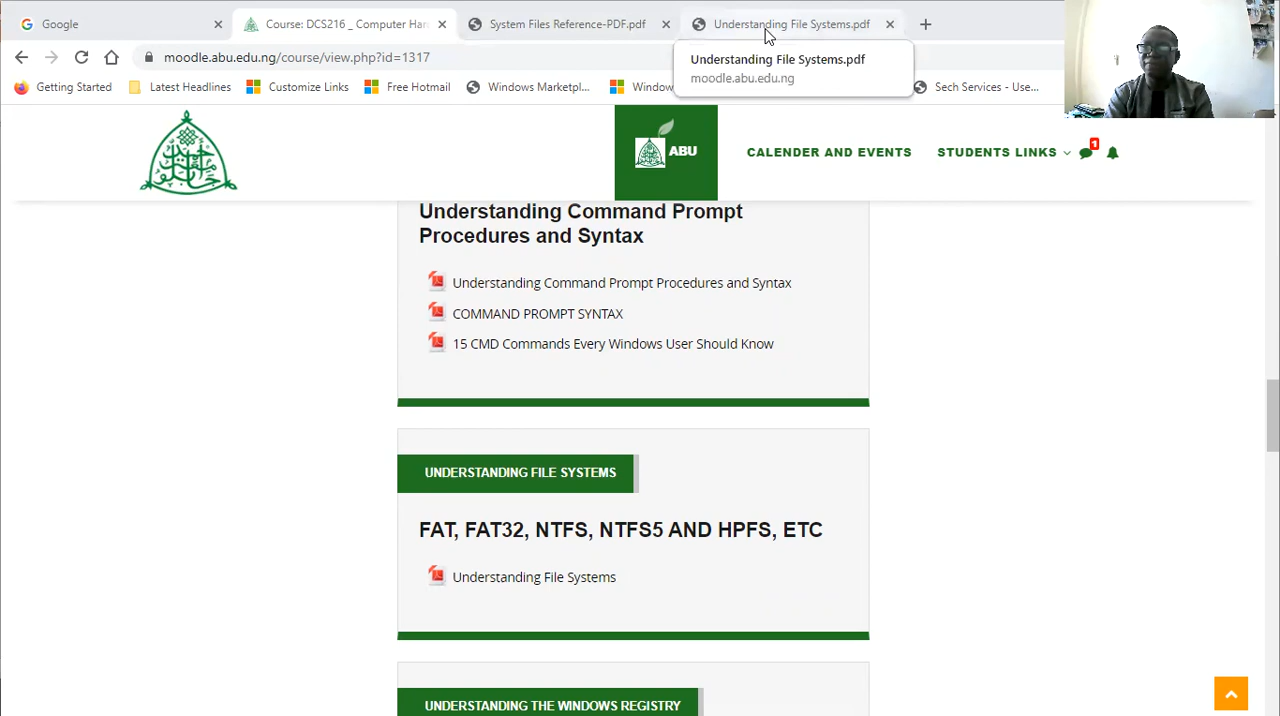 Google
Course: DCS216 _ Computer Har
System Files Reference-PDF.pdf
Understanding File Systems.pdf
moodle.abu.edu.ng/course/view.php?id=1317
Understanding File Systems.pdf
moodle.abu.edu.ng
Getting Started
Latest Headlines
Customize Links
Free Hotmail
Windows Marketpl...
Window
Sech Services - Use...
ABU
CALENDER AND EVENTS
STUDENTS LINKS
1
Understanding Command Prompt
Procedures and Syntax
Understanding Command Prompt Procedures and Syntax
COMMAND PROMPT SYNTAX
15 CMD Commands Every Windows User Should Know
UNDERSTANDING FILE SYSTEMS
FAT, FAT32, NTFS, NTFS5 AND HPFS, ETC
Understanding File Systems
UNDERSTANDING THE WINDOWS REGISTRY